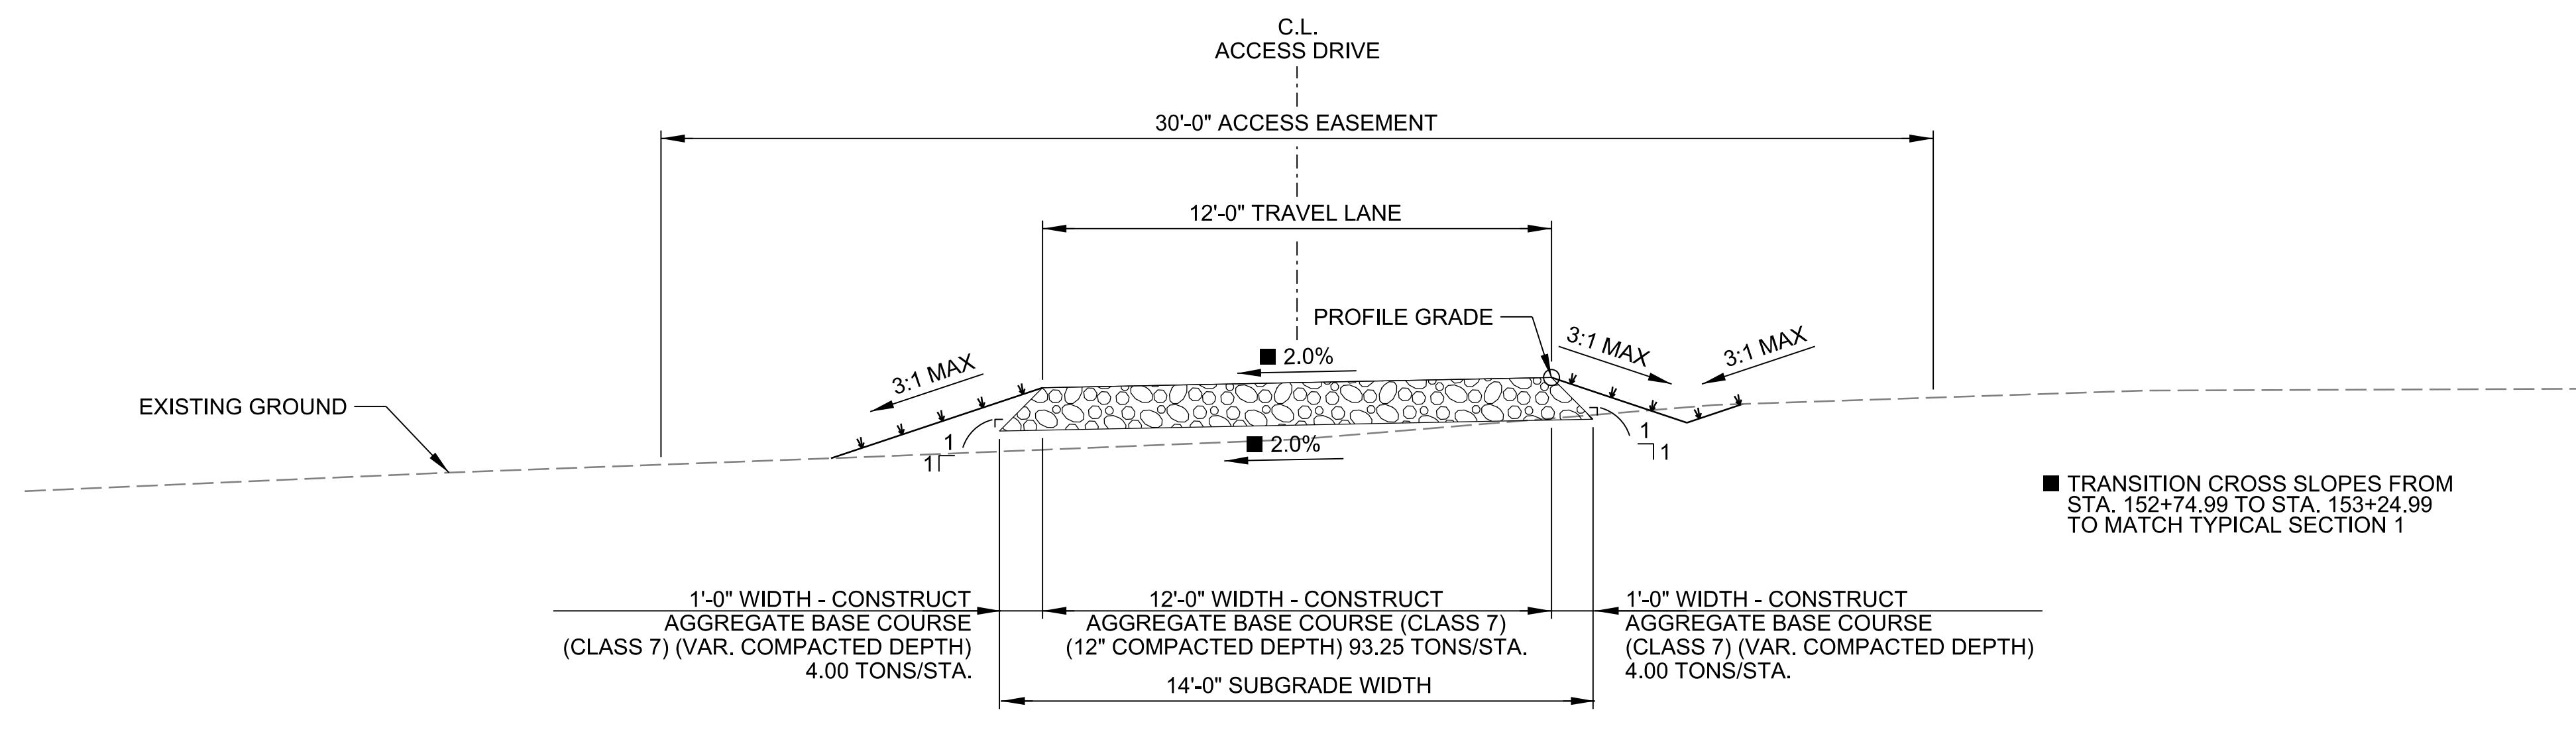 C.L.
ACCESS DRIVE
30'-0" ACCESS EASEMENT
12'-0" TRAVEL LANE
PROFILE GRADE
3:1 MAX
3:1 MAX
3:1 MAX
■ 2.0%
EXISTING GROUND
1
1
■ 2.0%
1
1
■ TRANSITION CROSS SLOPES FROM
STA. 152+74.99 TO STA. 153+24.99
TO MATCH TYPICAL SECTION 1
1'-0" WIDTH - CONSTRUCT
AGGREGATE BASE COURSE
(CLASS 7) (VAR. COMPACTED DEPTH)
4.00 TONS/STA.
12'-0" WIDTH - CONSTRUCT
AGGREGATE BASE COURSE (CLASS 7)
(12" COMPACTED DEPTH) 93.25 TONS/STA.
1'-0" WIDTH - CONSTRUCT
AGGREGATE BASE COURSE
(CLASS 7) (VAR. COMPACTED DEPTH)
4.00 TONS/STA.
14'-0" SUBGRADE WIDTH